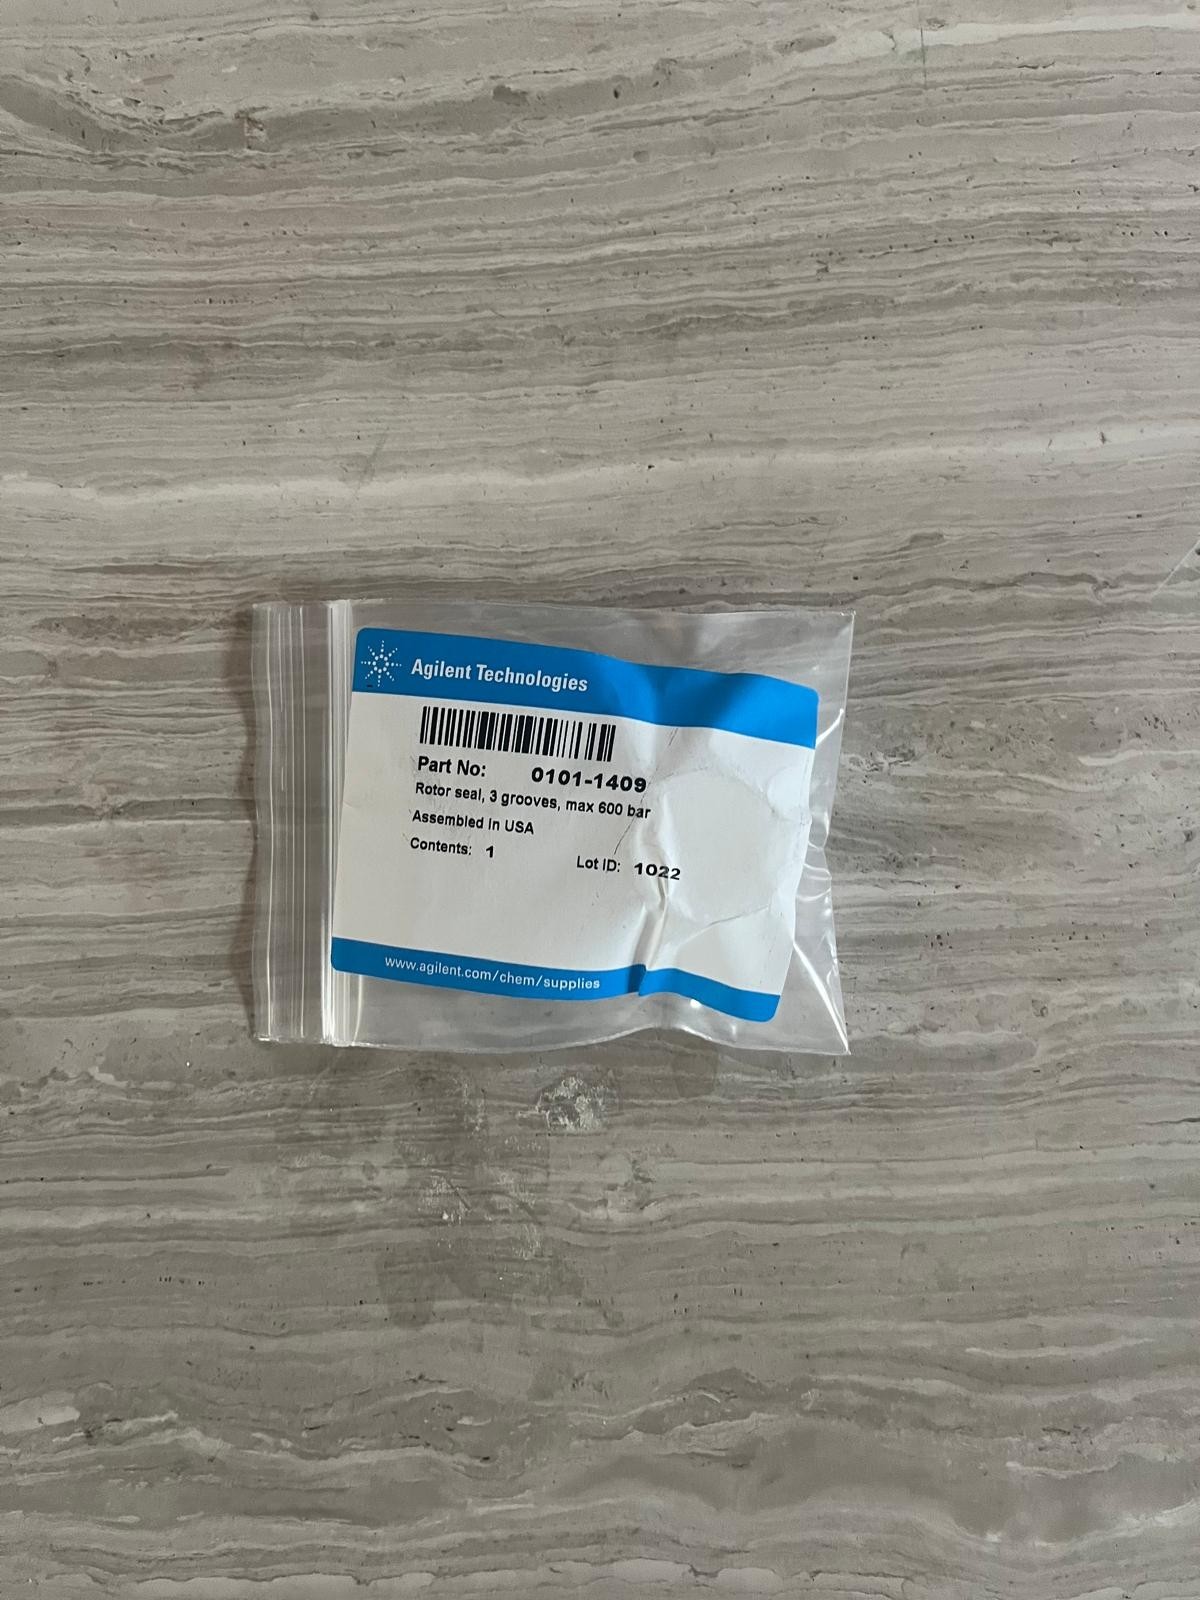 Agilent Technologies
Part No: 0101-1409
Rotor seal, 3 grooves, max 600 bar
Assembled in USA
Contents: 1 Lot ID: 1022
www.agilent.com/chem/supplies